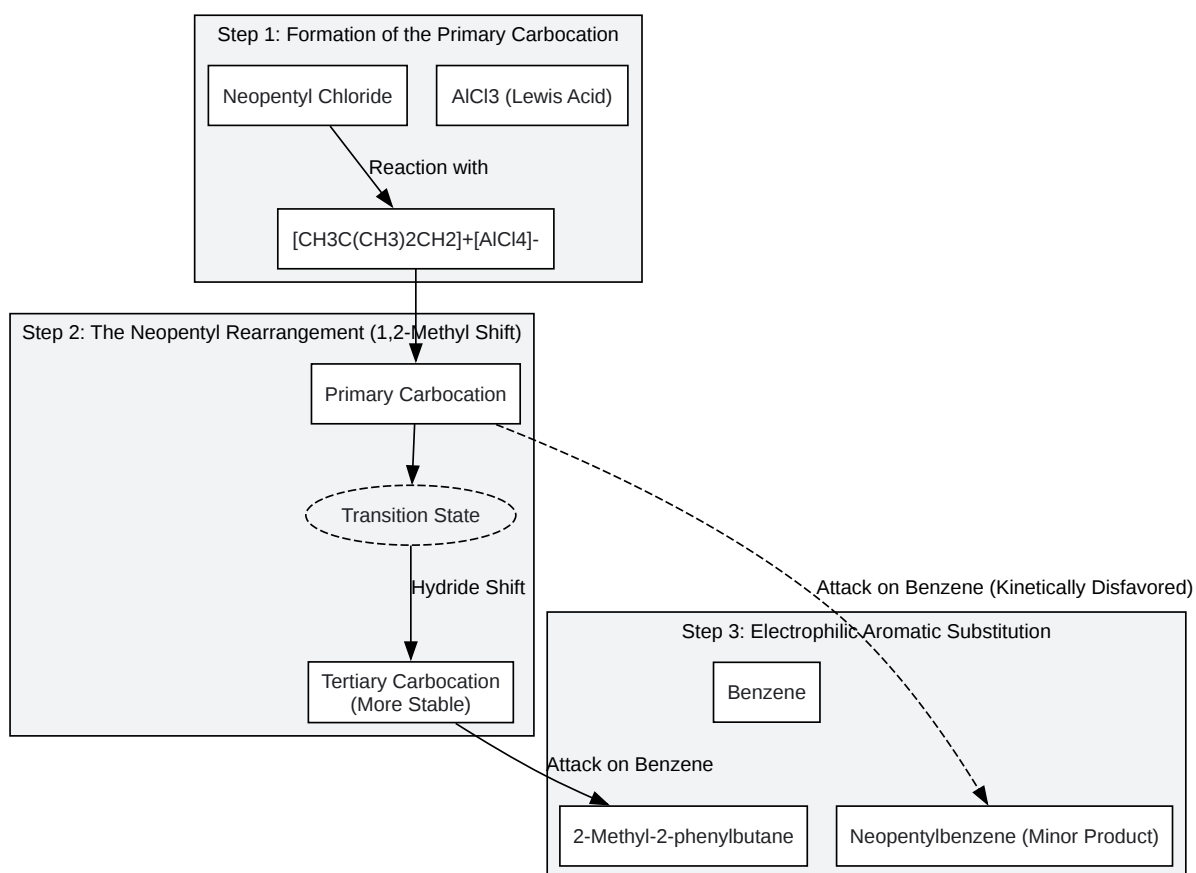 Step 1: Formation of the Primary Carbocation
Neopentyl Chloride
AlCl3 (Lewis Acid)
Reaction with
[CH3C(CH3)2CH2]+[AlCl4]-
Step 2: The Neopentyl Rearrangement (1,2-Methyl Shift)
Primary Carbocation
Transition State
Hydride Shift
Tertiary Carbocation
(More Stable)
Attack on Benzene (Kinetically Disfavored)
Step 3: Electrophilic Aromatic Substitution
Benzene
Attack on Benzene
2-Methyl-2-phenylbutane
Neopentylbenzene (Minor Product)